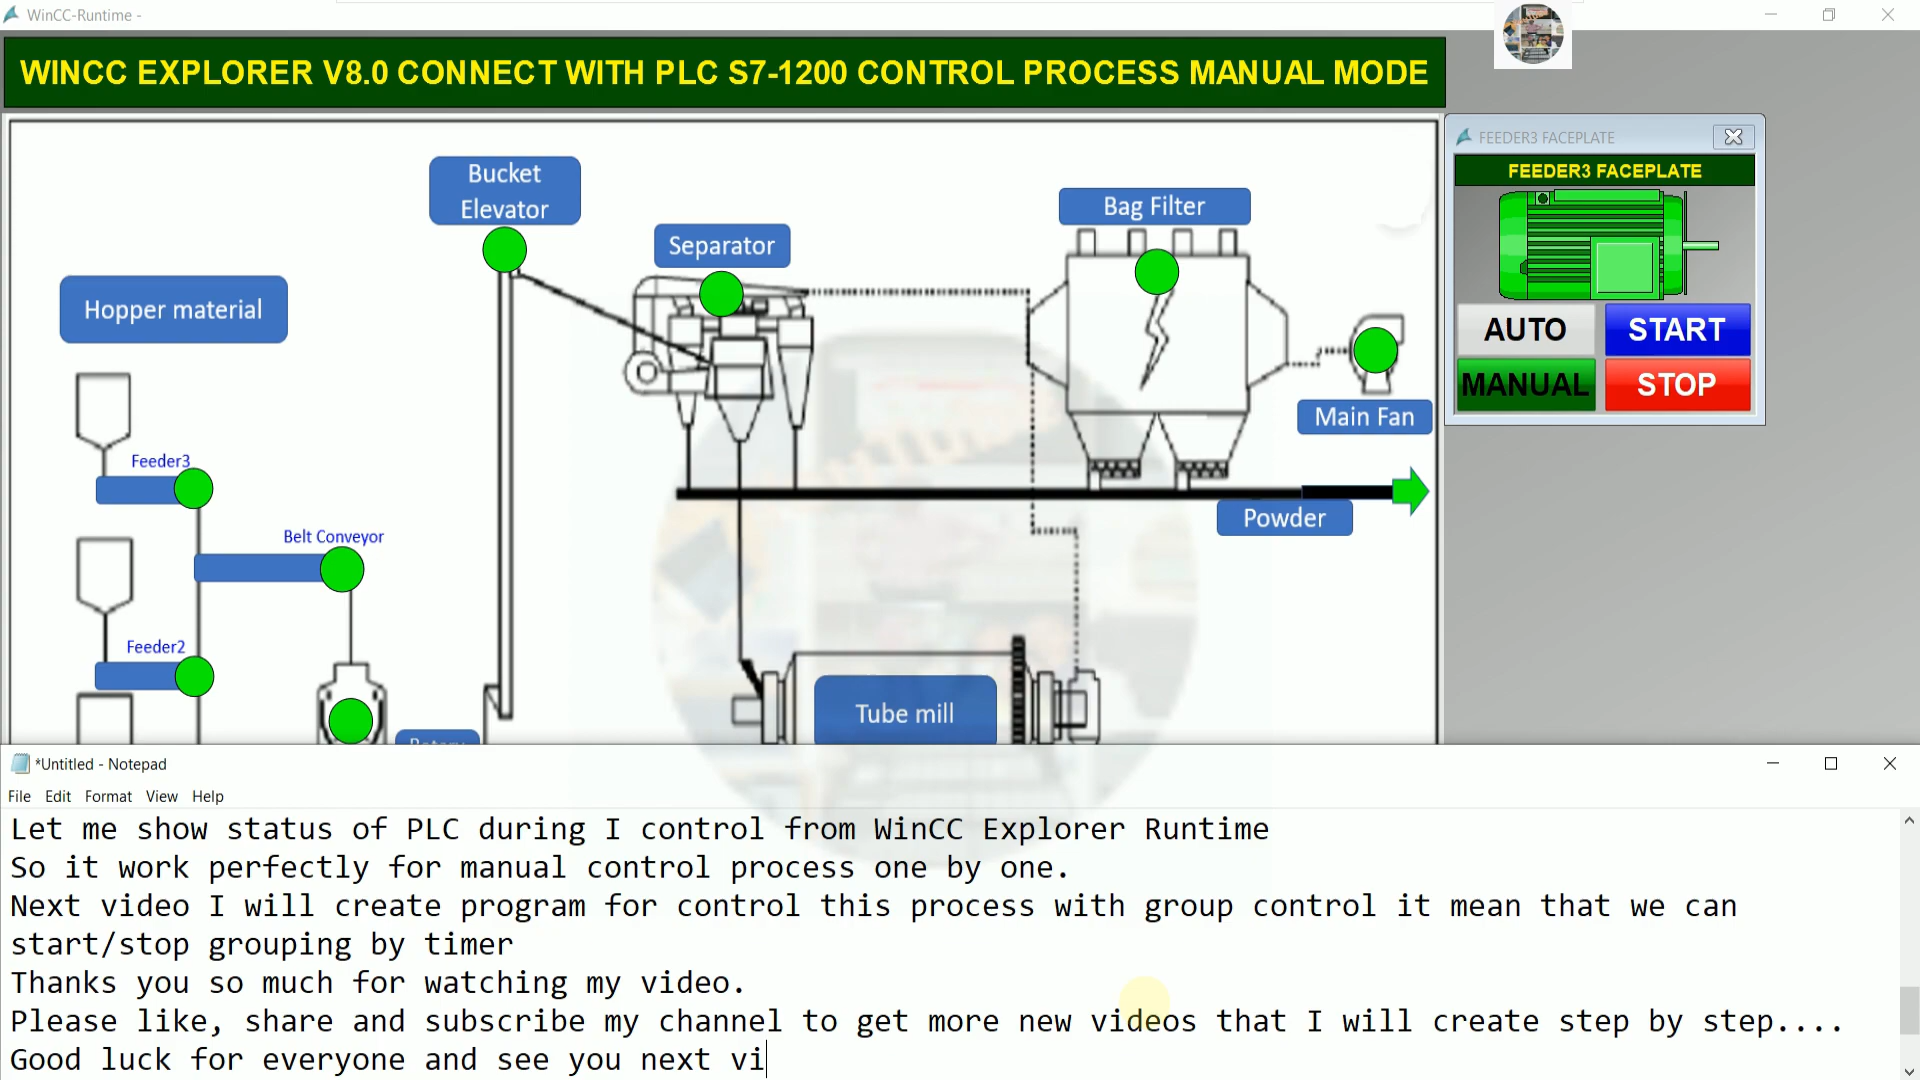 WinCC-Runtime -
WINCC EXPLORER V8.0 CONNECT WITH PLC S7-1200 CONTROL PROCESS MANUAL MODE
FEEDER3 FACEPLATE
FEEDER3 FACEPLATE
AUTO
START
MANUAL
STOP
Bucket
Elevator
Separator
Bag Filter
Hopper material
Main Fan
Feeder3
Powder
Belt Conveyor
Feeder2
Tube mill
*Untitled - Notepad
File Edit Format View Help
Let me show status of PLC during I control from WinCC Explorer Runtime
So it work perfectly for manual control process one by one.
Next video I will create program for control this process with group control it mean that we can
start/stop grouping by timer
Thanks you so much for watching my video.
Please like, share and subscribe my channel to get more new videos that I will create step by step....
Good luck for everyone and see you next vi